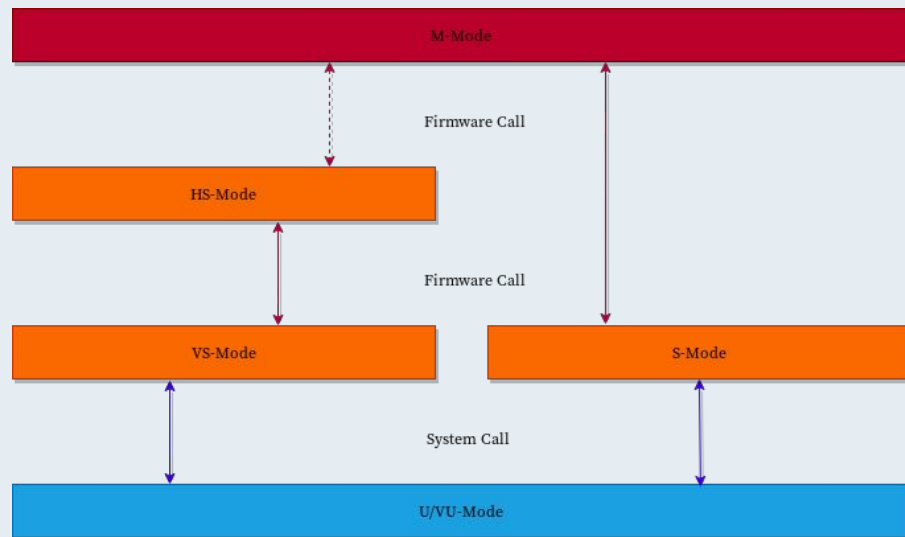 M-Mode
Firmware Call
HS-Mode
Firmware Call
VS-Mode
S-Mode
System Call
U/VU-Mode